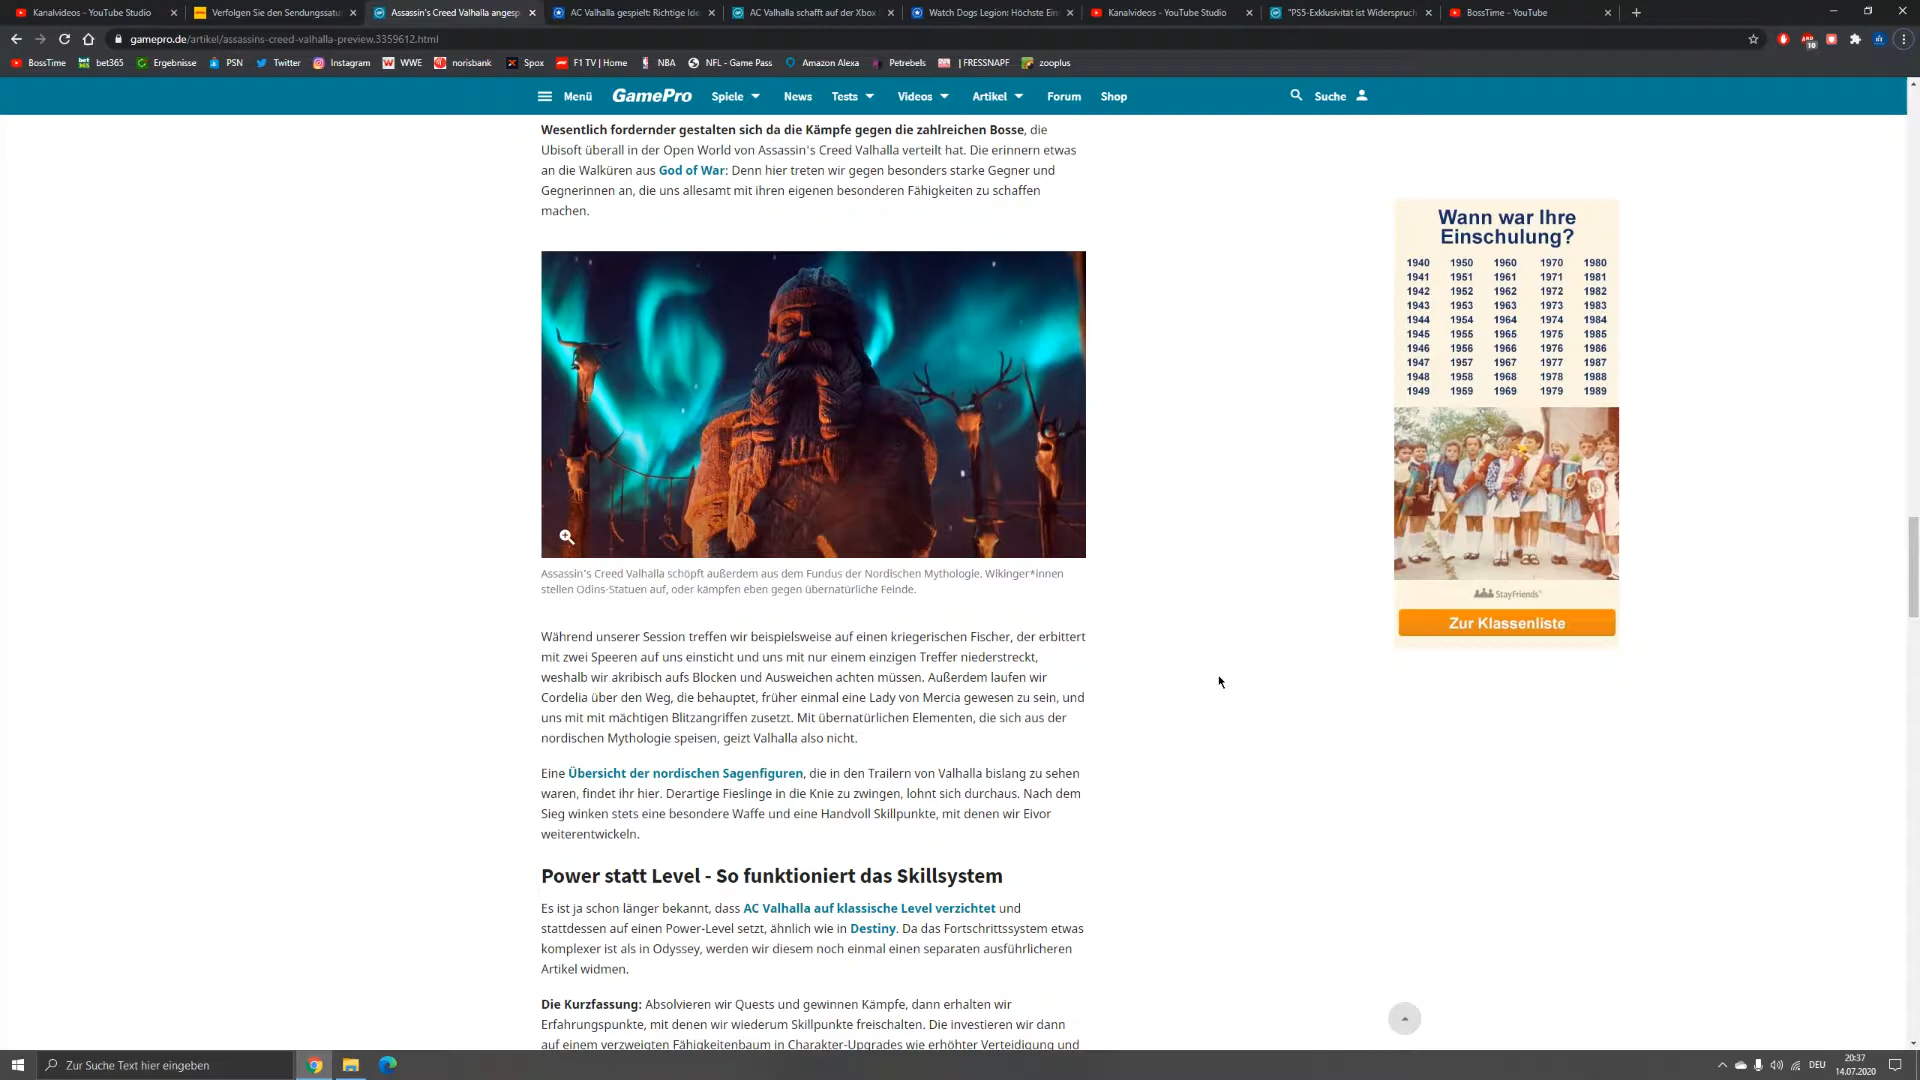 Kanalvideos - YouTube Studio
Verfolgen Sie den Sendungssatu
Assassin's Creed Valhalla angesp
AC Valhalla gespielt: Richtige Ide
AC Valhalla schafft auf der Xbox
Watch Dogs Legion: Höchste Ein
Kanalvideos - YouTube Studio
"PS5-Exklusivität ist Widerspruch
BossTime - YouTube
gamepro.de/artikel/assassins-creed-valhalla-preview,3359612.html
BossTime bet365 Ergebnisse PSN Twitter Instagram WWE norisbank Spox F1 TV | Home NBA NFL - Game Pass Amazon Alexa Petrebels | FRESSNAPF zooplus
Menü GamePro Spiele News Tests Videos Artikel Forum Shop Suche
Wesentlich fordernder gestalten sich da die Kämpfe gegen die zahlreichen Bosse, die
Ubisoft überall in der Open World von Assassin's Creed Valhalla verteilt hat. Die erinnern etwas
an die Walküren aus God of War: Denn hier treten wir gegen besonders starke Gegner und
Gegnerinnen an, die uns allesamt mit ihren eigenen besonderen Fähigkeiten zu schaffen
machen.
Assassin's Creed Valhalla schöpft außerdem aus dem Fundus der Nordischen Mythologie. Wikinger*innen
stellen Odins-Statuen auf, oder kämpfen eben gegen übernatürliche Feinde.
Während unserer Session treffen wir beispielsweise auf einen kriegerischen Fischer, der erbittert
mit zwei Speeren auf uns einsticht und uns mit nur einem einzigen Treffer niederstreckt,
weshalb wir akribisch aufs Blocken und Ausweichen achten müssen. Außerdem laufen wir
Cordelia über den Weg, die behauptet, früher einmal eine Lady von Mercia gewesen zu sein, und
uns mit mit mächtigen Blitzangriffen zusetzt. Mit übernatürlichen Elementen, die sich aus der
nordischen Mythologie speisen, geizt Valhalla also nicht.
Eine Übersicht der nordischen Sagenfiguren, die in den Trailern von Valhalla bislang zu sehen
waren, findet ihr hier. Derartige Fieslinge in die Knie zu zwingen, lohnt sich durchaus. Nach dem
Sieg winken stets eine besondere Waffe und eine Handvoll Skillpunkte, mit denen wir Eivor
weiterentwickeln.
Power statt Level - So funktioniert das Skillsystem
Es ist ja schon länger bekannt, dass AC Valhalla auf klassische Level verzichtet und
stattdessen auf einen Power-Level setzt, ähnlich wie in Destiny. Da das Fortschrittssystem etwas
komplexer ist als in Odyssey, werden wir diesem noch einmal einen separaten ausführlicheren
Artikel widmen.
Die Kurzfassung: Absolvieren wir Quests und gewinnen Kämpfe, dann erhalten wir
Erfahrungspunkte, mit denen wir wiederum Skillpunkte freischalten. Die investieren wir dann
auf einem verzweigten Fähigkeitenbaum in Charakter-Upgrades wie erhöhter Verteidigung und
Wann war Ihre
Einschulung?
1940 1950 1960 1970 1980
1941 1951 1961 1971 1981
1942 1952 1962 1972 1982
1943 1953 1963 1973 1983
1944 1954 1964 1974 1984
1945 1955 1965 1975 1985
1946 1956 1966 1976 1986
1947 1957 1967 1977 1987
1948 1958 1968 1978 1988
1949 1959 1969 1979 1989
StayFriends
Zur Klassenliste
Zur Suche Text hier eingeben
DEU
20:37
14.07.2020